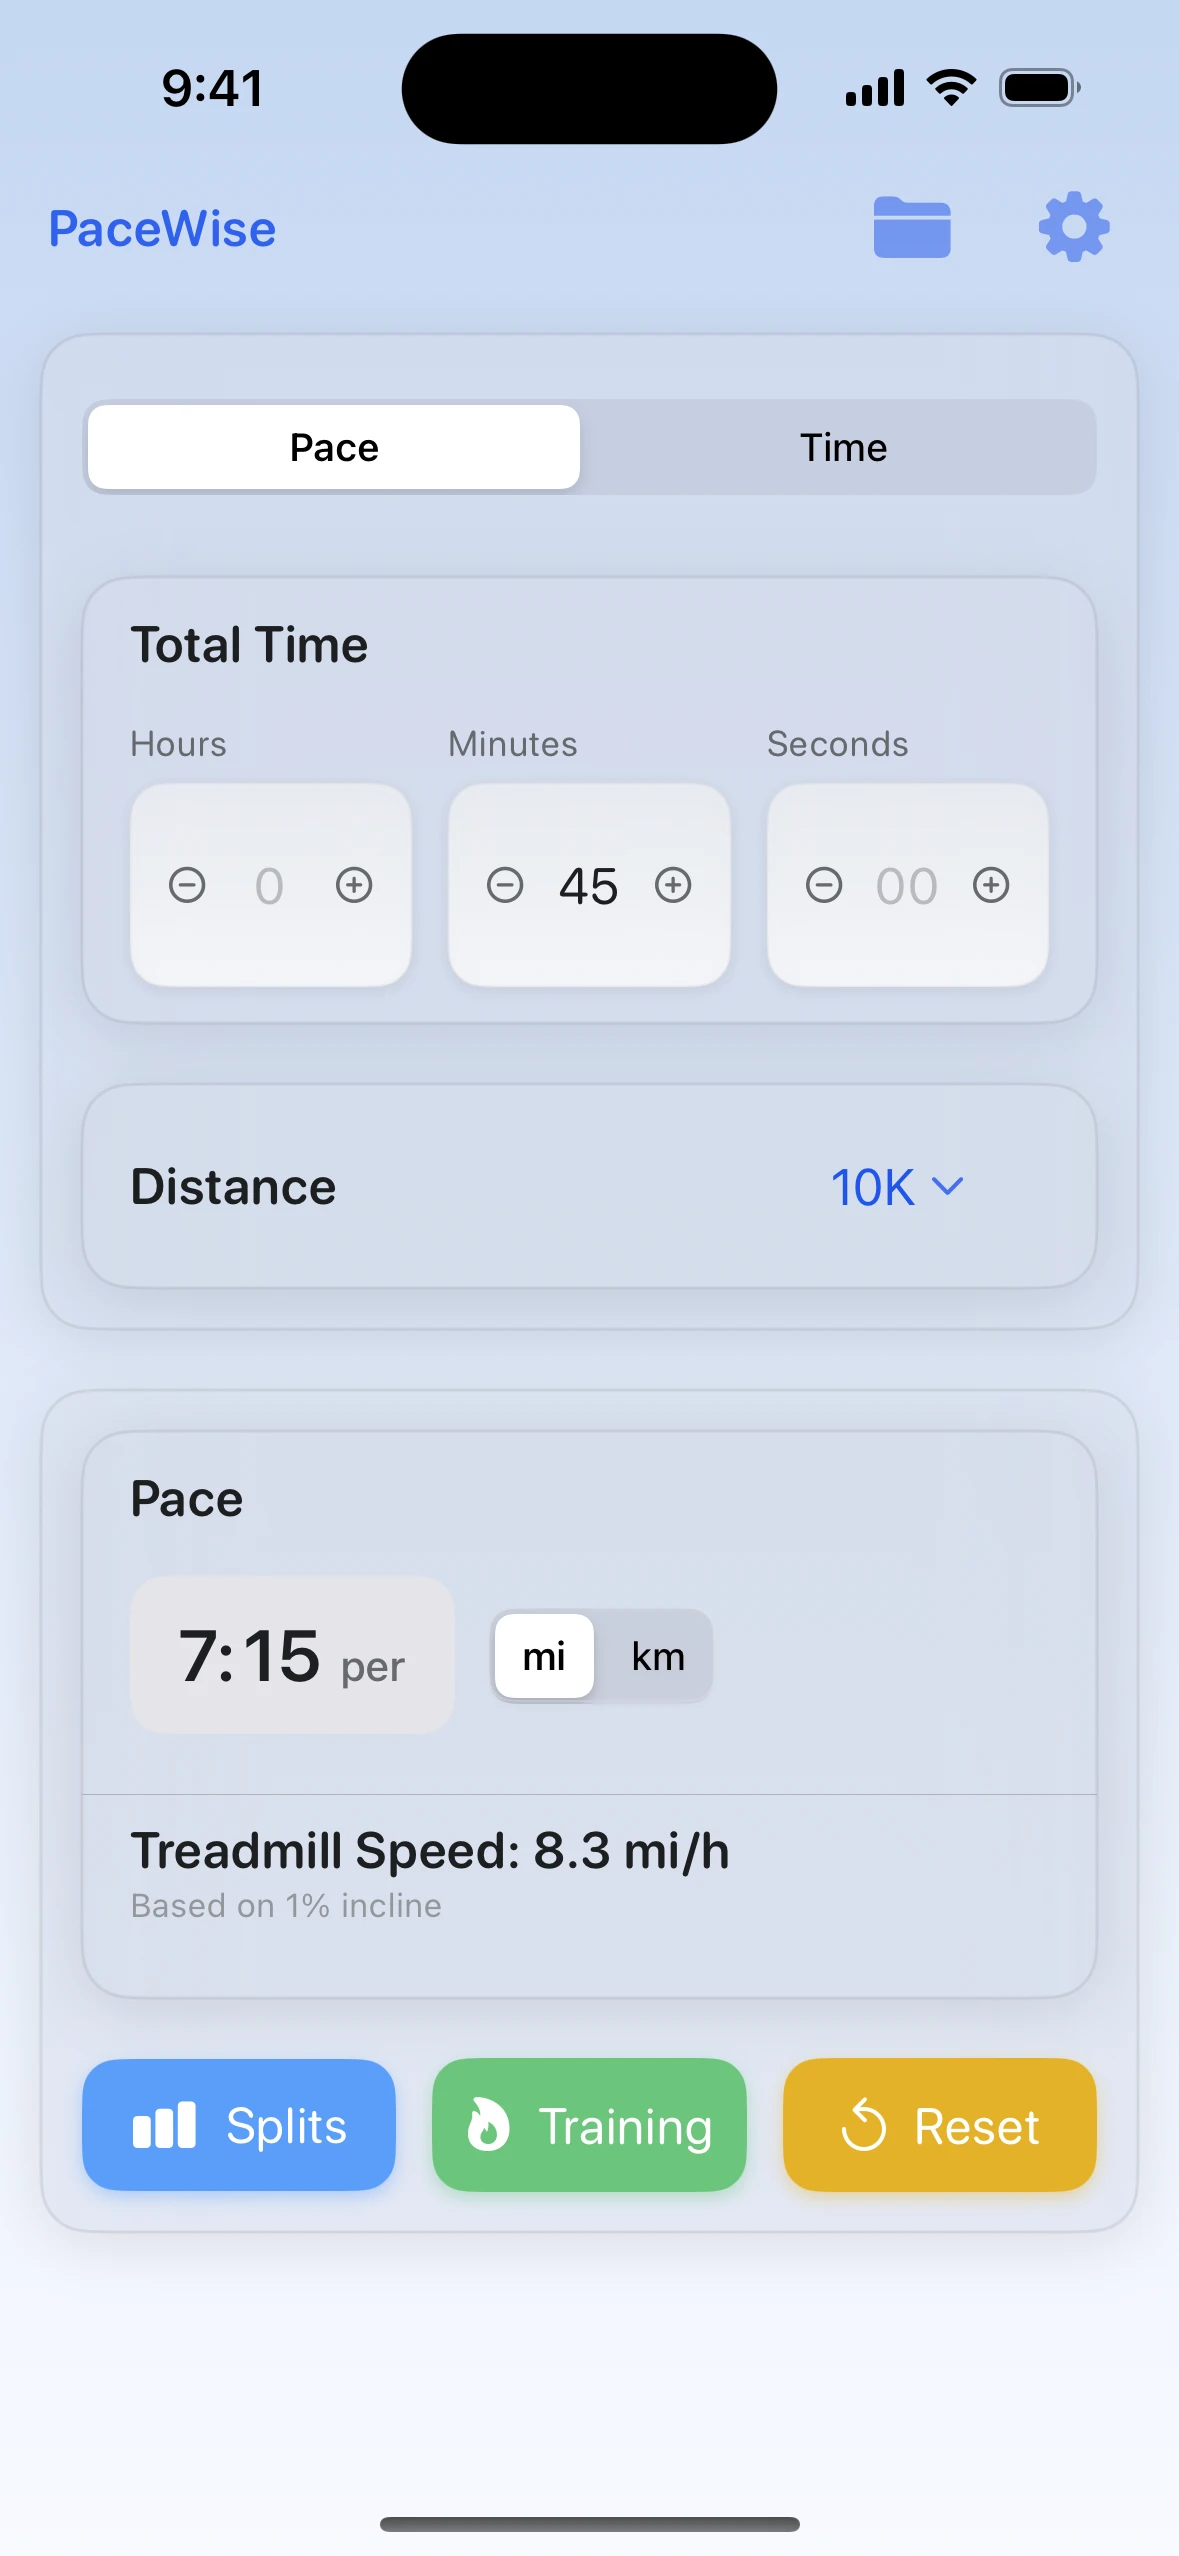 9:41
PaceWise
Pace Time
Total Time
Hours Minutes Seconds
0 45 00
Distance 10K
Pace
7:15 per mi km
Treadmill Speed: 8.3 mi/h
Based on 1% incline
Splits Training Reset